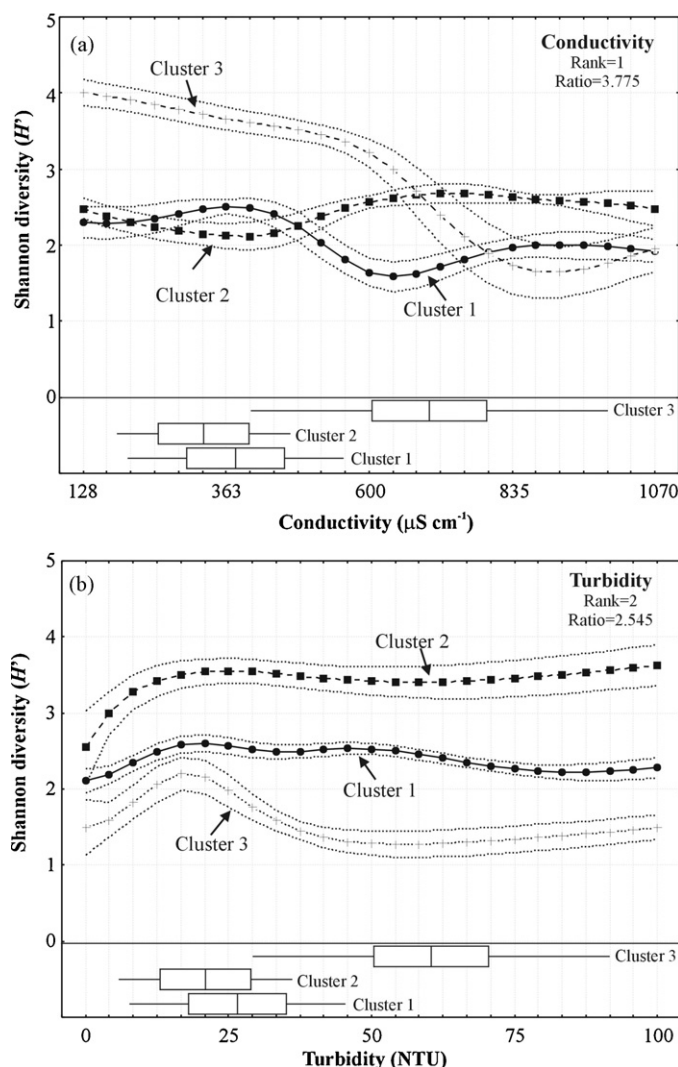 (a)
Conductivity
Rank=1
Ratio=3.775
Cluster 3
Cluster 2
Cluster 1
Shannon diversity (H')
5
4
3
2
1
0
Cluster 3
Cluster 2
Cluster 1
128 363 600 835 1070
Conductivity (µS cm⁻¹)
(b)
Turbidity
Rank=2
Ratio=2.545
Cluster 2
Cluster 1
Cluster 3
Shannon diversity (H')
5
4
3
2
1
0
Cluster 3
Cluster 2
Cluster 1
0 25 50 75 100
Turbidity (NTU)